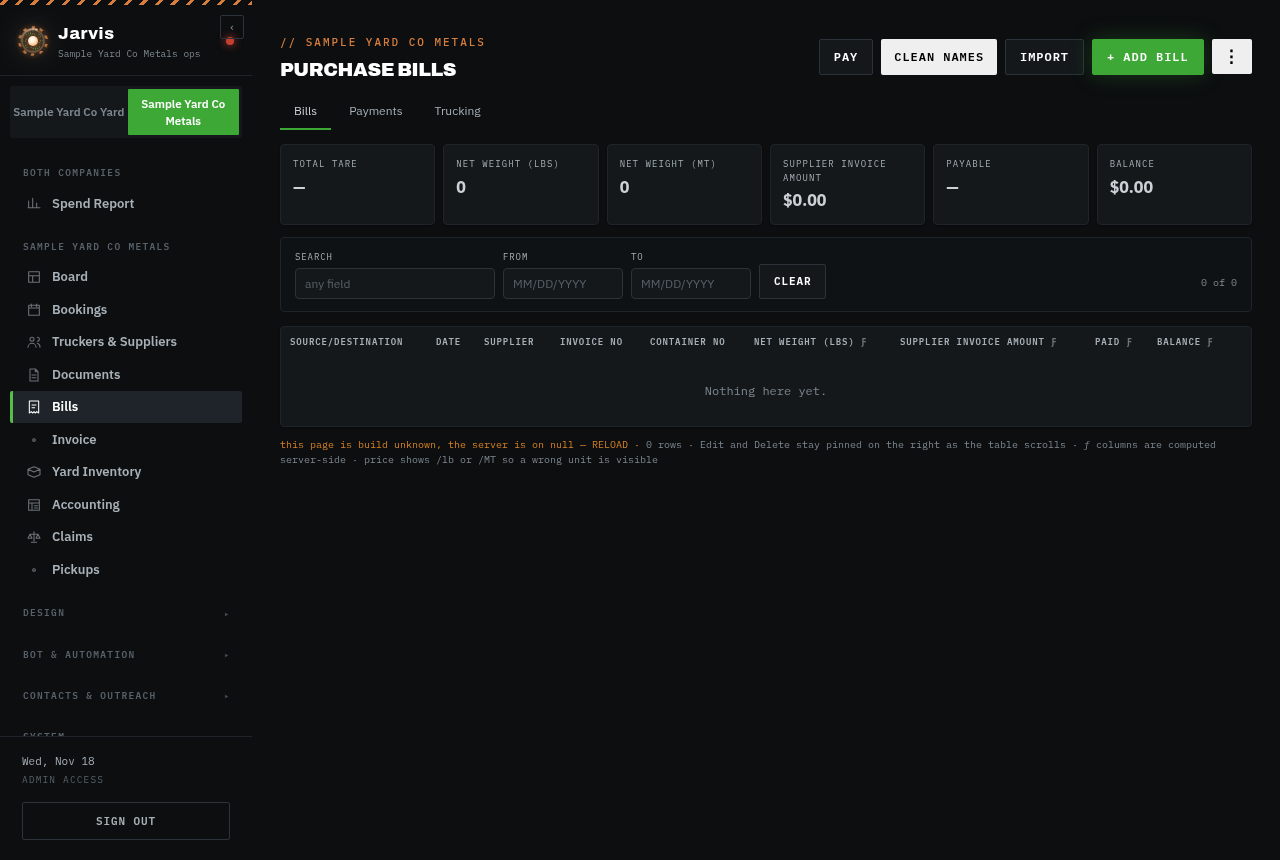 Jarvis
Sample Yard Co Metals ops
‹
Sample Yard Co Yard
Sample Yard Co
Metals
BOTH COMPANIES
Spend Report
SAMPLE YARD CO METALS
Board
Bookings
Truckers & Suppliers
Documents
Bills
Invoice
Yard Inventory
Accounting
Claims
Pickups
DESIGN
BOT & AUTOMATION
CONTACTS & OUTREACH
SYSTEM
Wed, Nov 18
ADMIN ACCESS
SIGN OUT
// SAMPLE YARD CO METALS
PURCHASE BILLS
PAY
CLEAN NAMES
IMPORT
+ ADD BILL
⋮
Bills Payments Trucking
TOTAL TARE
—
NET WEIGHT (LBS)
0
NET WEIGHT (MT)
0
SUPPLIER INVOICE
AMOUNT
$0.00
PAYABLE
—
BALANCE
$0.00
SEARCH
any field
FROM
MM/DD/YYYY
TO
MM/DD/YYYY
CLEAR
0 of 0
SOURCE/DESTINATION DATE SUPPLIER INVOICE NO CONTAINER NO NET WEIGHT (LBS) ƒ SUPPLIER INVOICE AMOUNT ƒ PAID ƒ BALANCE ƒ
Nothing here yet.
this page is build unknown, the server is on null — RELOAD · 0 rows · Edit and Delete stay pinned on the right as the table scrolls · ƒ columns are computed
server-side · price shows /lb or /MT so a wrong unit is visible